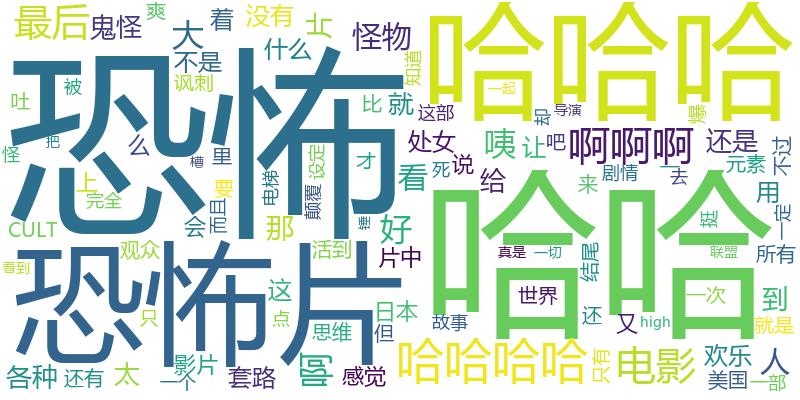 恐怖
哈哈
恐怖片
哈哈哈
哈哈哈哈
啊啊啊
电影
最后
鬼怪
大
着
爽
没有
什么
怪物
不是
讽刺
知道
吐
被
比
就
这部
却
一起
导演
爆
怪
把
么
槽
里
电梯
设定
才
看
处女
咦
让
吧
还是
死
说
给
剧情
一
去
元素
不过
上
完全
会
而且
要
颠覆
锤
好
来
挺
用
一定
CULT
观众
那
活到
片中
真是
一切
结尾
联盟
所有
看到
只
这
点
日本
思维
但
故事
世界
还
又
high
一次
到
就是
各种
还有
太
影片
一个
套路
啊
感觉
只有
欢乐
人
美国
一部